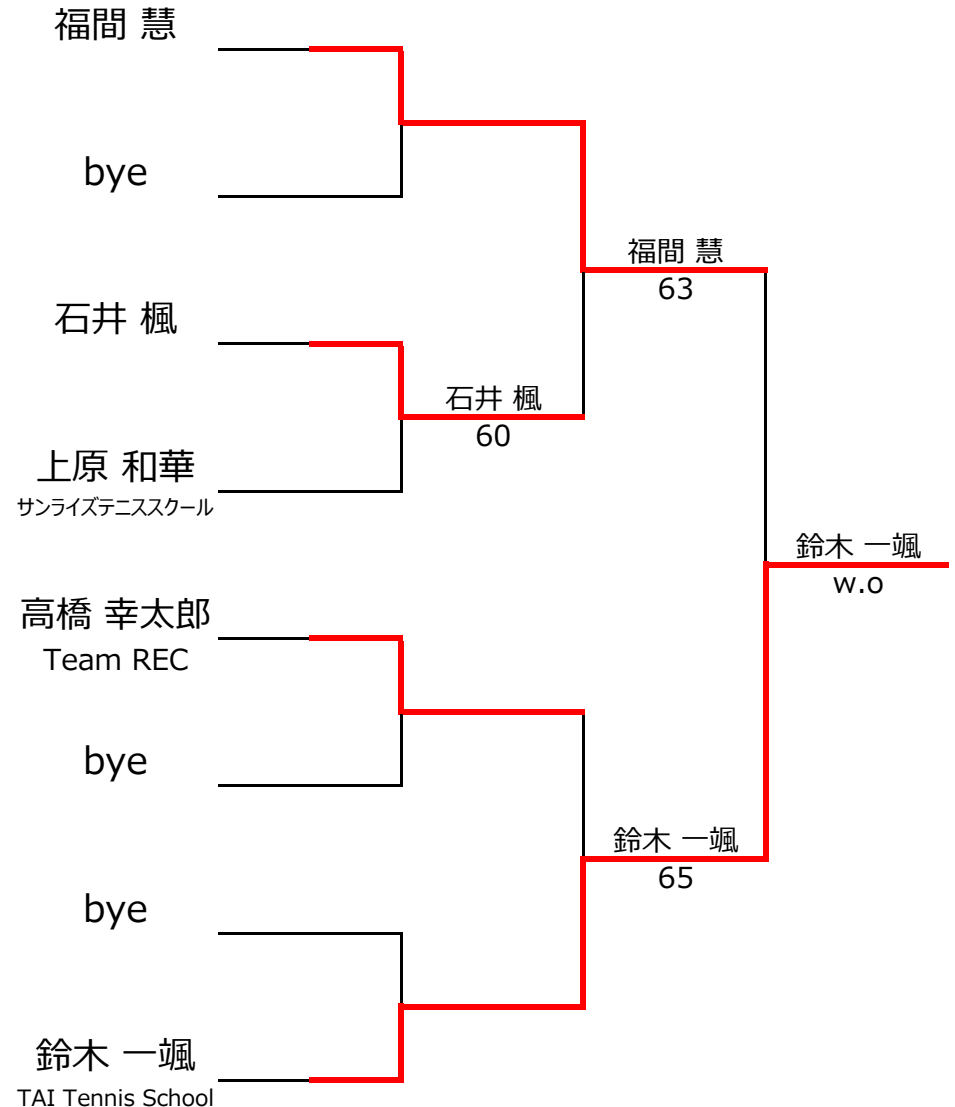 福間 慧
bye
福間 慧
63
石井 楓
石井 楓
60
上原 和華
サンライズテニススクール
鈴木 一颯
w.o
高橋 幸太郎
Team REC
bye
鈴木 一颯
65
bye
鈴木 一颯
TAI Tennis School